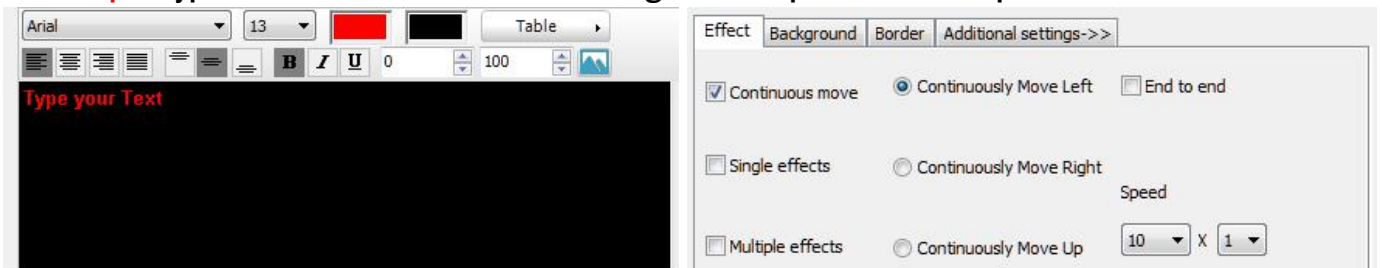 Arial 13 Table
B I U 0 100
Type your Text
Effect Background Border Additional settings->>
Continuous move Continuously Move Left End to end
Single effects Continuously Move Right
Speed
Multiple effects Continuously Move Up 10 X 1